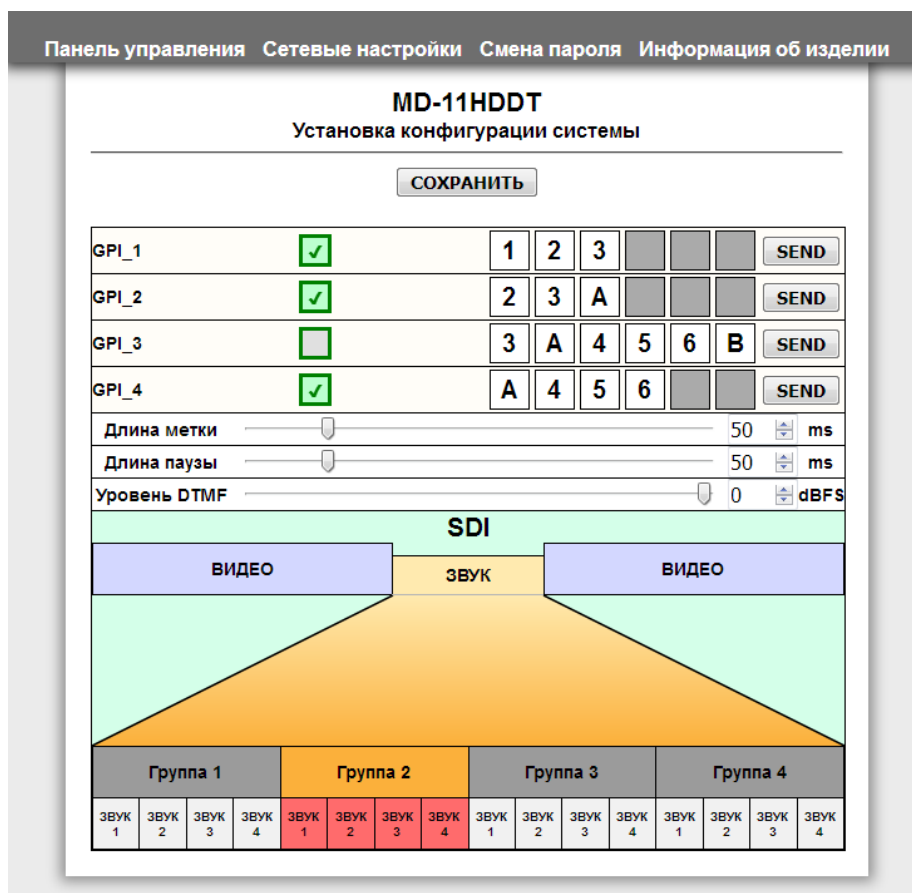 Панель управления Сетевые настройки Смена пароля Информация об изделии
MD-11HDDT
Установка конфигурации системы
СОХРАНИТЬ
GPI_1 ✓ 1 2 3 SEND
GPI_2 ✓ 2 3 A SEND
GPI_3 3 A 4 5 6 B SEND
GPI_4 ✓ A 4 5 6 SEND
Длина метки 50 ms
Длина паузы 50 ms
Уровень DTMF 0 dBFS
SDI
ВИДЕО ЗВУК ВИДЕО
Группа 1 Группа 2 Группа 3 Группа 4
ЗВУК ЗВУК ЗВУК ЗВУК ЗВУК ЗВУК ЗВУК ЗВУК ЗВУК ЗВУК ЗВУК ЗВУК ЗВУК ЗВУК ЗВУК ЗВУК
1 2 3 4 1 2 3 4 1 2 3 4 1 2 3 4